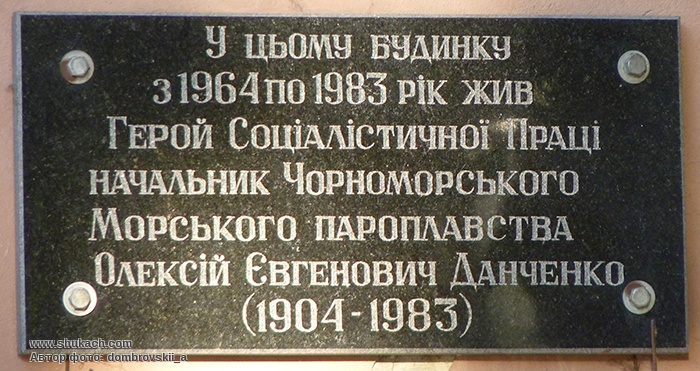 У цьому будинку
з 1964 по 1983 рік жив
Герой Соціалістичної Праці
начальник Чорноморського
Морського пароплавства
Олексій Євгенович Данченко
(1904-1983)
www.shukach.com
Автор фото: dombrovskii_a